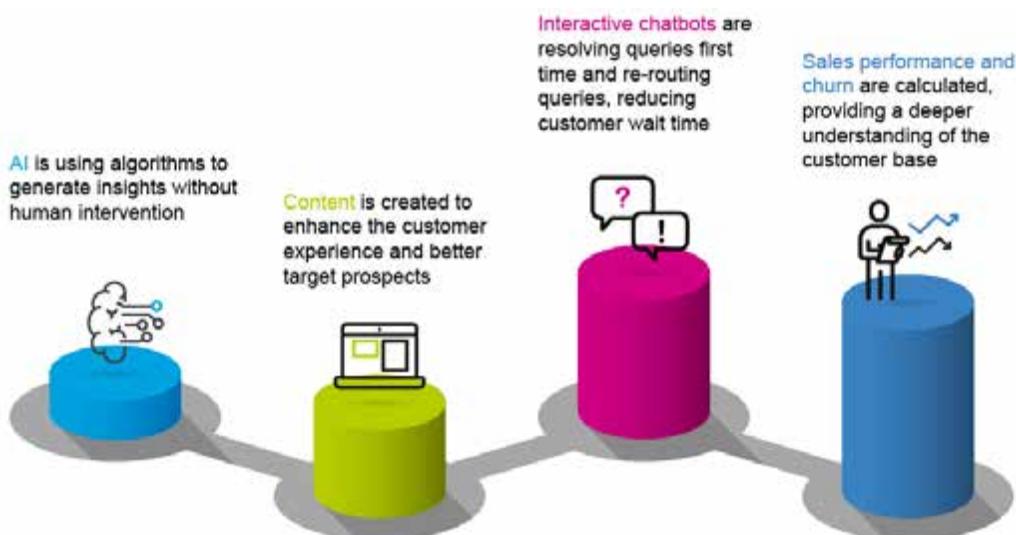 AI is using algorithms to
generate insights without
human intervention
Content is created to
enhance the customer
experience and better
target prospects
Interactive chatbots are
resolving queries first
time and re-routing
queries, reducing
customer wait time
?
!
Sales performance and
churn are calculated,
providing a deeper
understanding of the
customer base